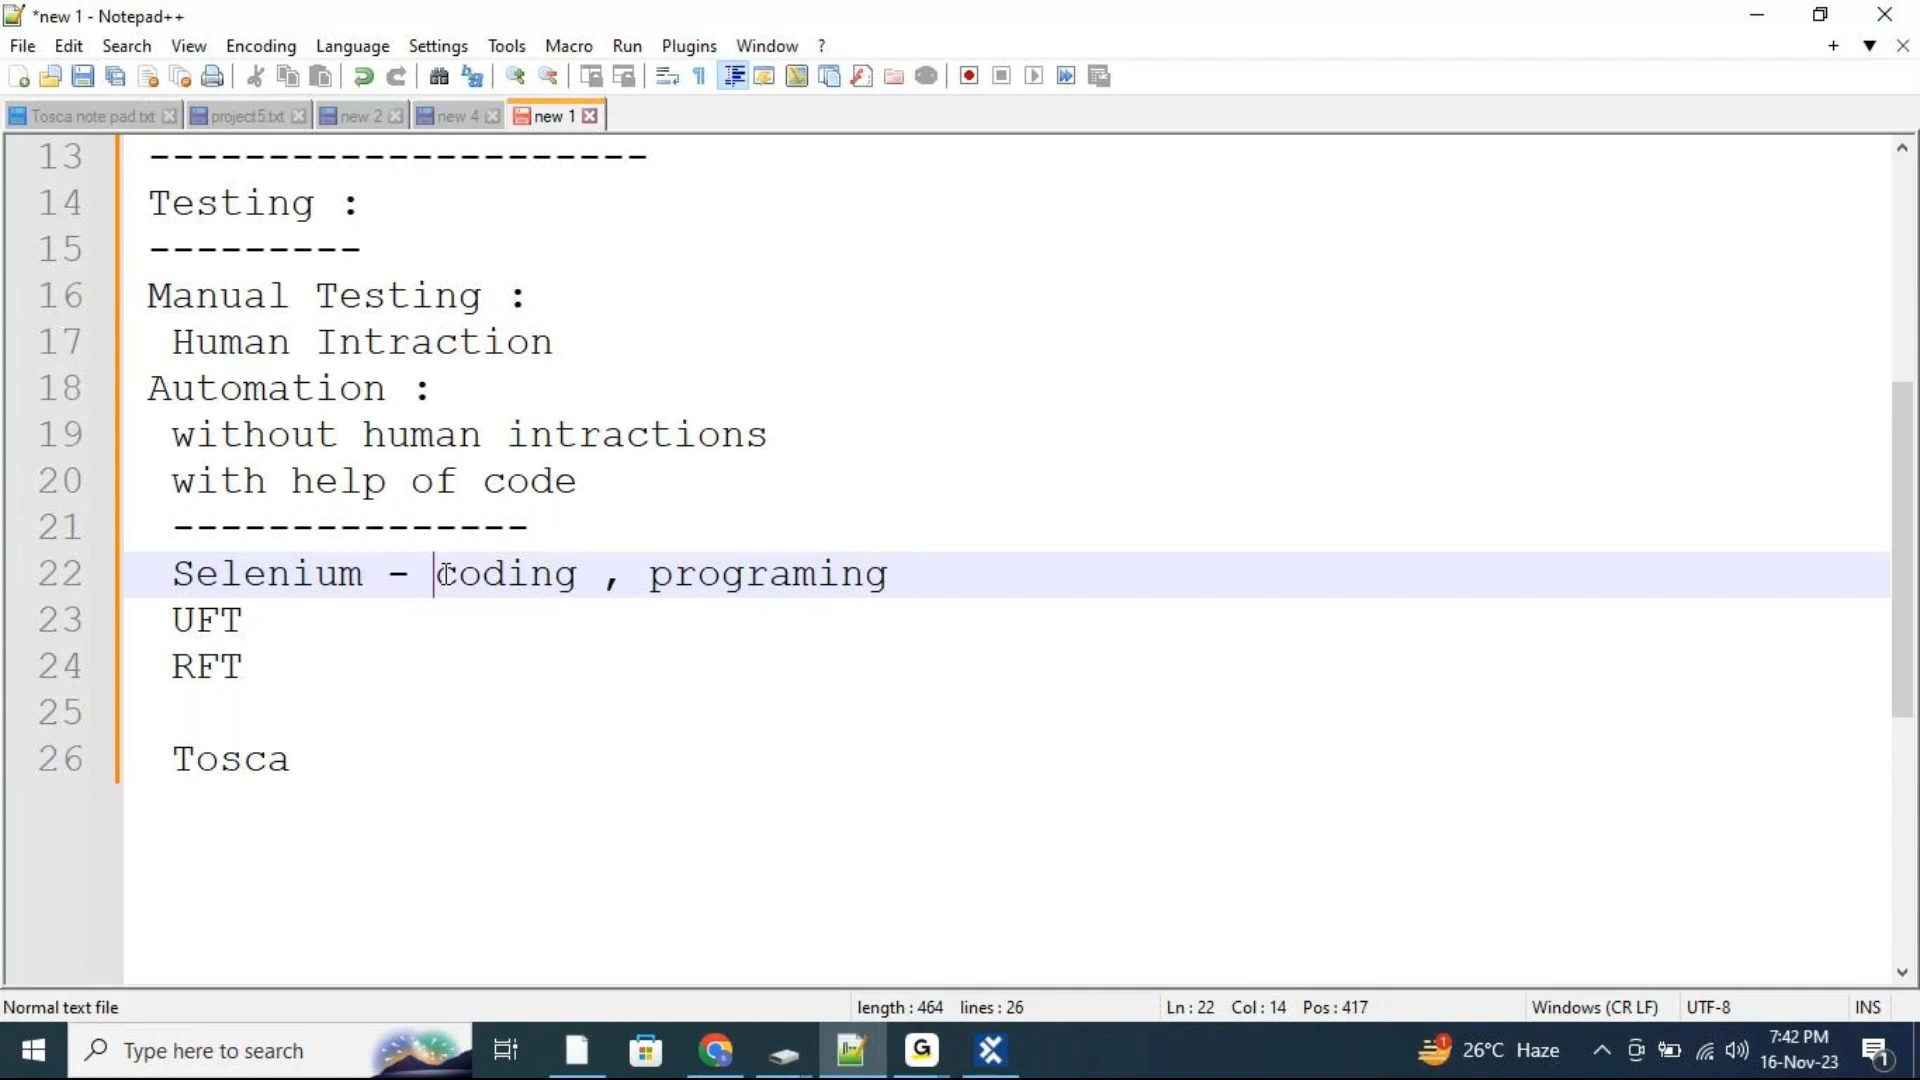 *new 1 - Notepad++
File Edit Search View Encoding Language Settings Tools Macro Run Plugins Window ?
Tosca note pad.txt project5.txt new 2 new 4 new 1
13 ---------------------
14 Testing :
15 ---------
16 Manual Testing :
17 Human Intraction
18 Automation :
19 without human intractions
20 with help of code
21 ---------------
22 Selenium - coding , programing
23 UFT
24 RFT
25
26 Tosca
Normal text file length : 464 lines : 26 Ln : 22 Col : 14 Pos : 417 Windows (CR LF) UTF-8 INS
Type here to search 26°C Haze 7:42 PM
16-Nov-23 1